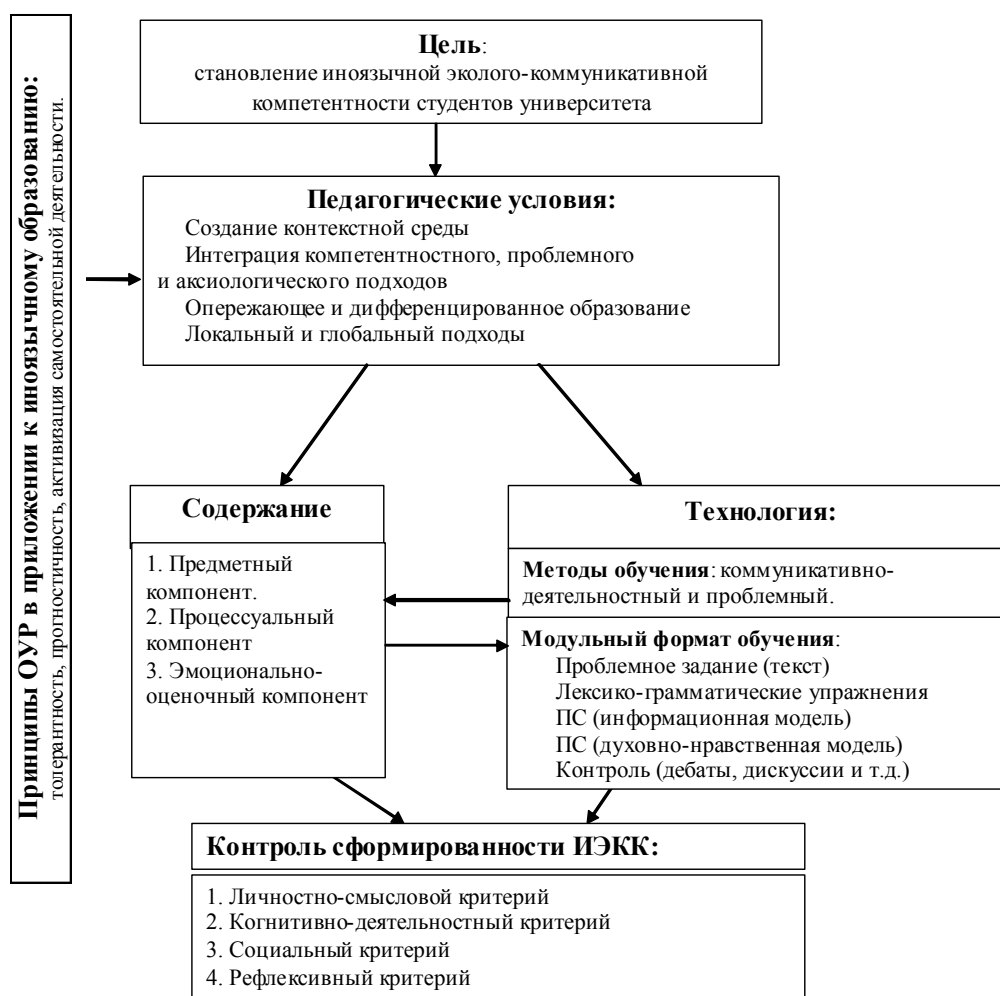 Принципы ОУР в приложении к иноязычному образованию:
толерантность, прогностичность, активизация самостоятельной деятельности.
Цель:
становление иноязычной эколого-коммуникативной
компетентности студентов университета
Педагогические условия:
Создание контекстной среды
Интеграция компетентностного, проблемного
и аксиологического подходов
Опережающее и дифференцированное образование
Локальный и глобальный подходы
Содержание
1. Предметный
компонент.
2. Процессуальный
компонент
3. Эмоционально-
оценочный компонент
Технология:
Методы обучения: коммуникативно-
деятельностный и проблемный.
Модульный формат обучения:
Проблемное задание (текст)
Лексико-грамматические упражнения
ПС (информационная модель)
ПС (духовно-нравственная модель)
Контроль (дебаты, дискуссии и т.д.)
Контроль сформированности ИЭКК:
1. Личностно-смысловой критерий
2. Когнитивно-деятельностный критерий
3. Социальный критерий
4. Рефлексивный критерий